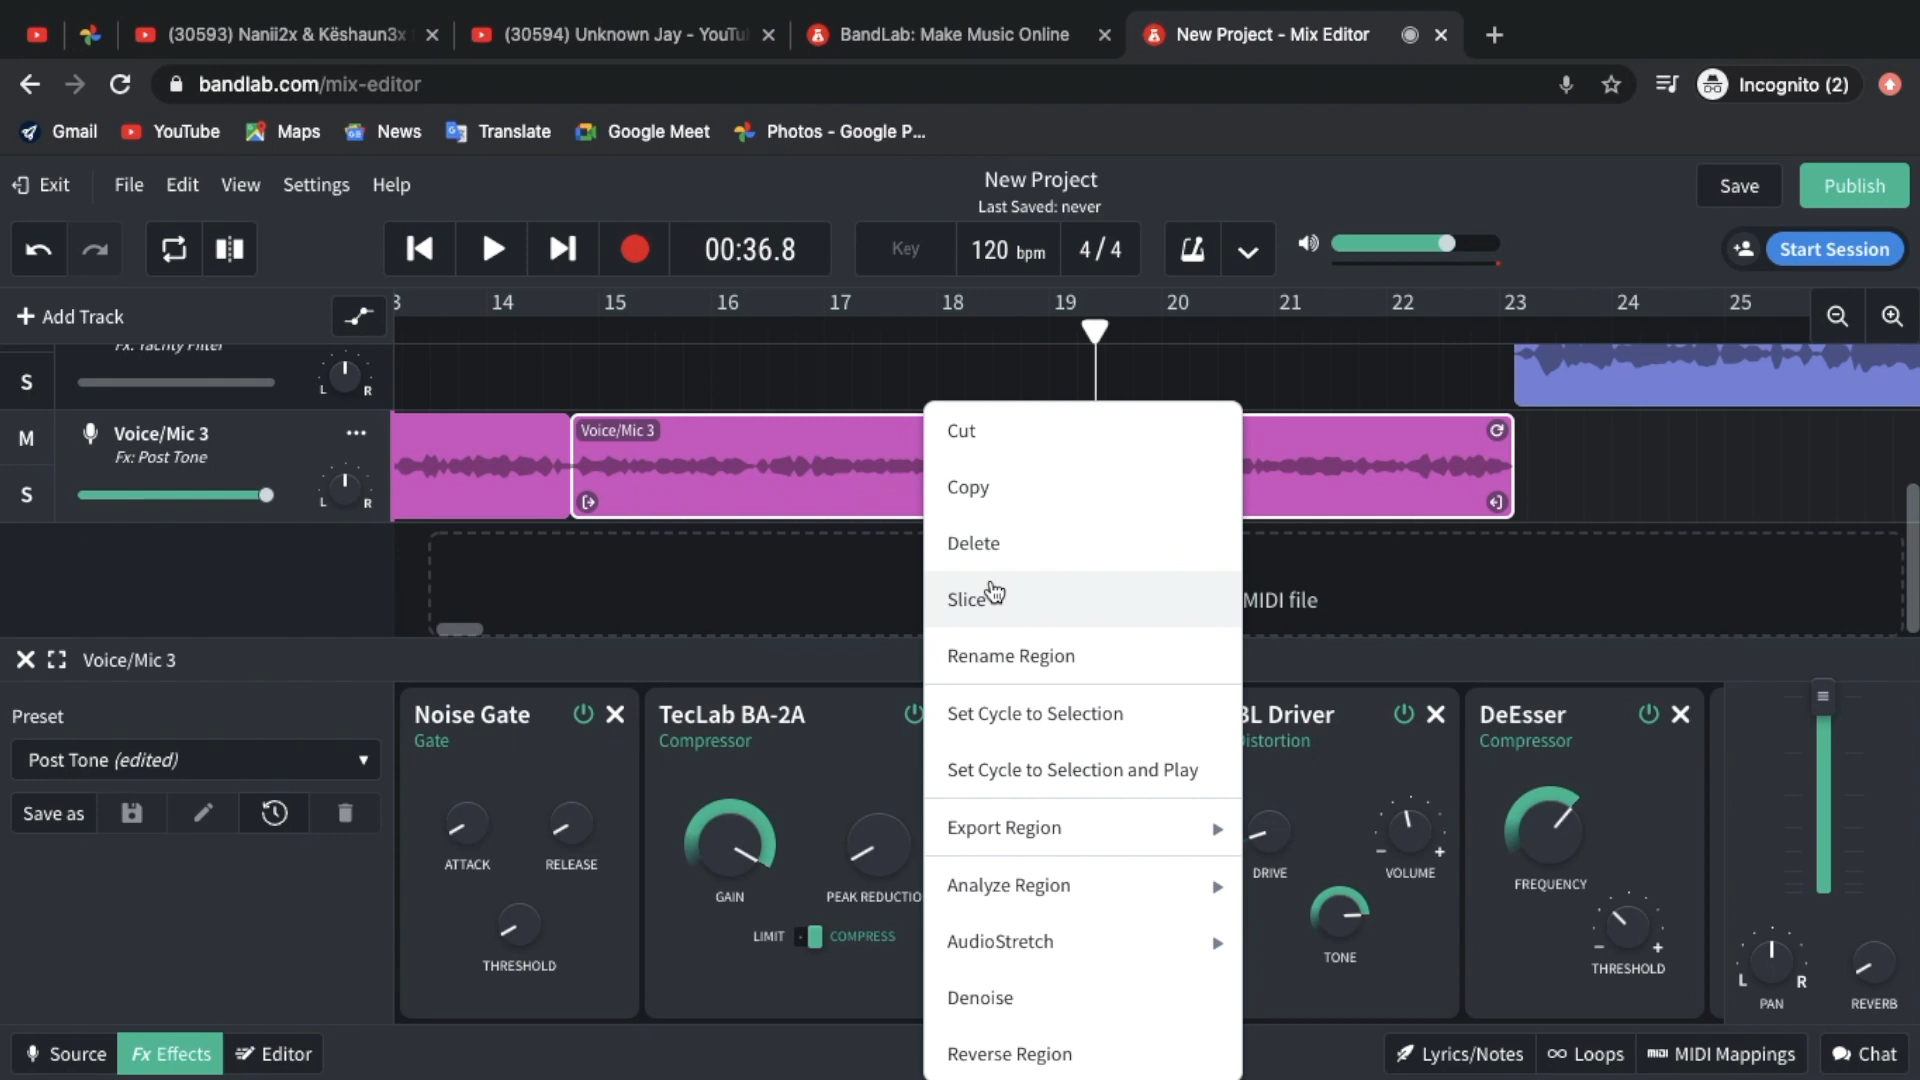 (30593) Nanii2x & Këshaun3x
(30594) Unknown Jay - YouTu
BandLab: Make Music Online
New Project - Mix Editor
bandlab.com/mix-editor
Incognito (2)
Gmail
YouTube
Maps
News
Translate
Google Meet
Photos - Google P...
Exit
File
Edit
View
Settings
Help
New Project
Last Saved: never
Save
Publish
00:36.8
Key
120 bpm
4 / 4
Start Session
+ Add Track
3 14 15 16 17 18 19 20 21 22 23 24 25
Fx: Yachty Filter
S
L R
M
Voice/Mic 3
Fx: Post Tone
S
L R
Voice/Mic 3
Cut
Copy
Delete
Slice
Rename Region
Set Cycle to Selection
Set Cycle to Selection and Play
Export Region
Analyze Region
AudioStretch
Denoise
Reverse Region
MIDI file
Voice/Mic 3
Preset
Post Tone (edited)
Save as
Noise Gate
Gate
ATTACK
RELEASE
THRESHOLD
TecLab BA-2A
Compressor
GAIN
PEAK REDUCTIO
LIMIT
COMPRESS
BL Driver
istortion
DRIVE
VOLUME
TONE
DeEsser
Compressor
FREQUENCY
THRESHOLD
L R
PAN
REVERB
Source
Fx Effects
Editor
Lyrics/Notes
Loops
MIDI MIDI Mappings
Chat